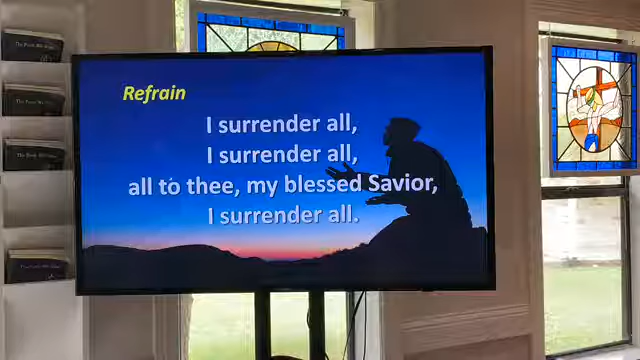 Refrain
I surrender all,
I surrender all,
all to thee, my blessed Savior,
I surrender all.